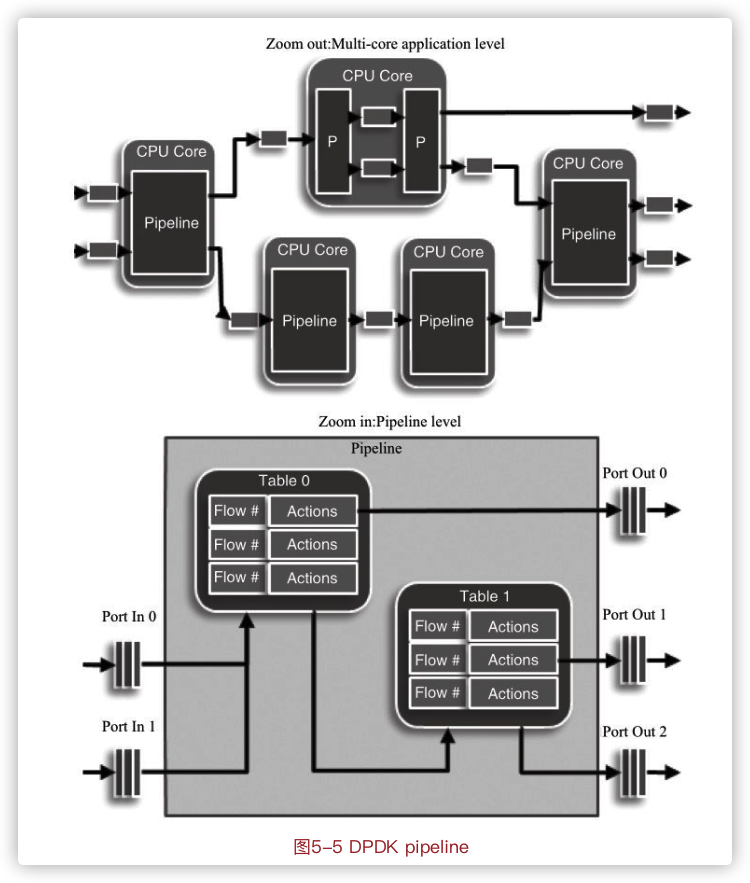 Zoom out:Multi-core application level
CPU Core
P
P
CPU Core
Pipeline
CPU Core
Pipeline
CPU Core
Pipeline
CPU Core
Pipeline
Zoom in:Pipeline level
Pipeline
Table 0
Flow # Actions
Flow # Actions
Flow # Actions
Port Out 0
Table 1
Flow # Actions
Flow # Actions
Flow # Actions
Port In 0
Port Out 1
Port In 1
Port Out 2
图5-5 DPDK pipeline